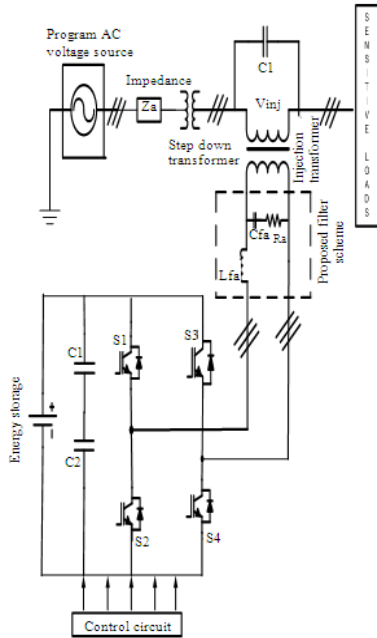 Program AC
voltage source
Impedance
Za
Step down
transformer
C1
Vinj
Injection
transformer
SENSITIVE LOADS
Cfa
Ra
Lfa
Proposed filter
scheme
Energy storage
+
C1
C2
S1
S3
S2
S4
Control circuit